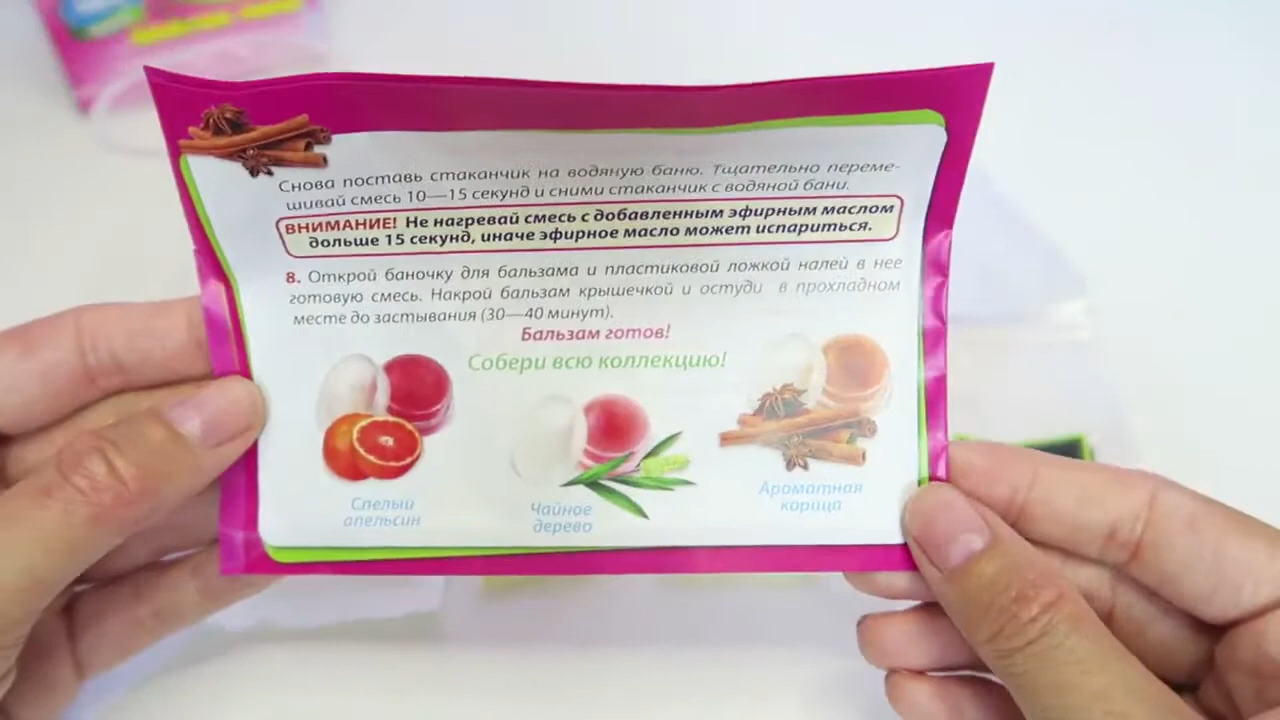 Снова поставь стаканчик на водяную баню. Тщательно переме-
шивай смесь 10—15 секунд и сними стаканчик с водяной бани.
ВНИМАНИЕ! Не нагревай смесь с добавленным эфирным маслом
дольше 15 секунд, иначе эфирное масло может испариться.
8. Открой баночку для бальзама и пластиковой ложкой налей в нее
готовую смесь. Накрой бальзам крышечкой и остуди в прохладном
месте до застывания (30—40 минут).
Бальзам готов!
Собери всю коллекцию!
Спелый
апельсин
Чайное
дерево
Ароматная
корица